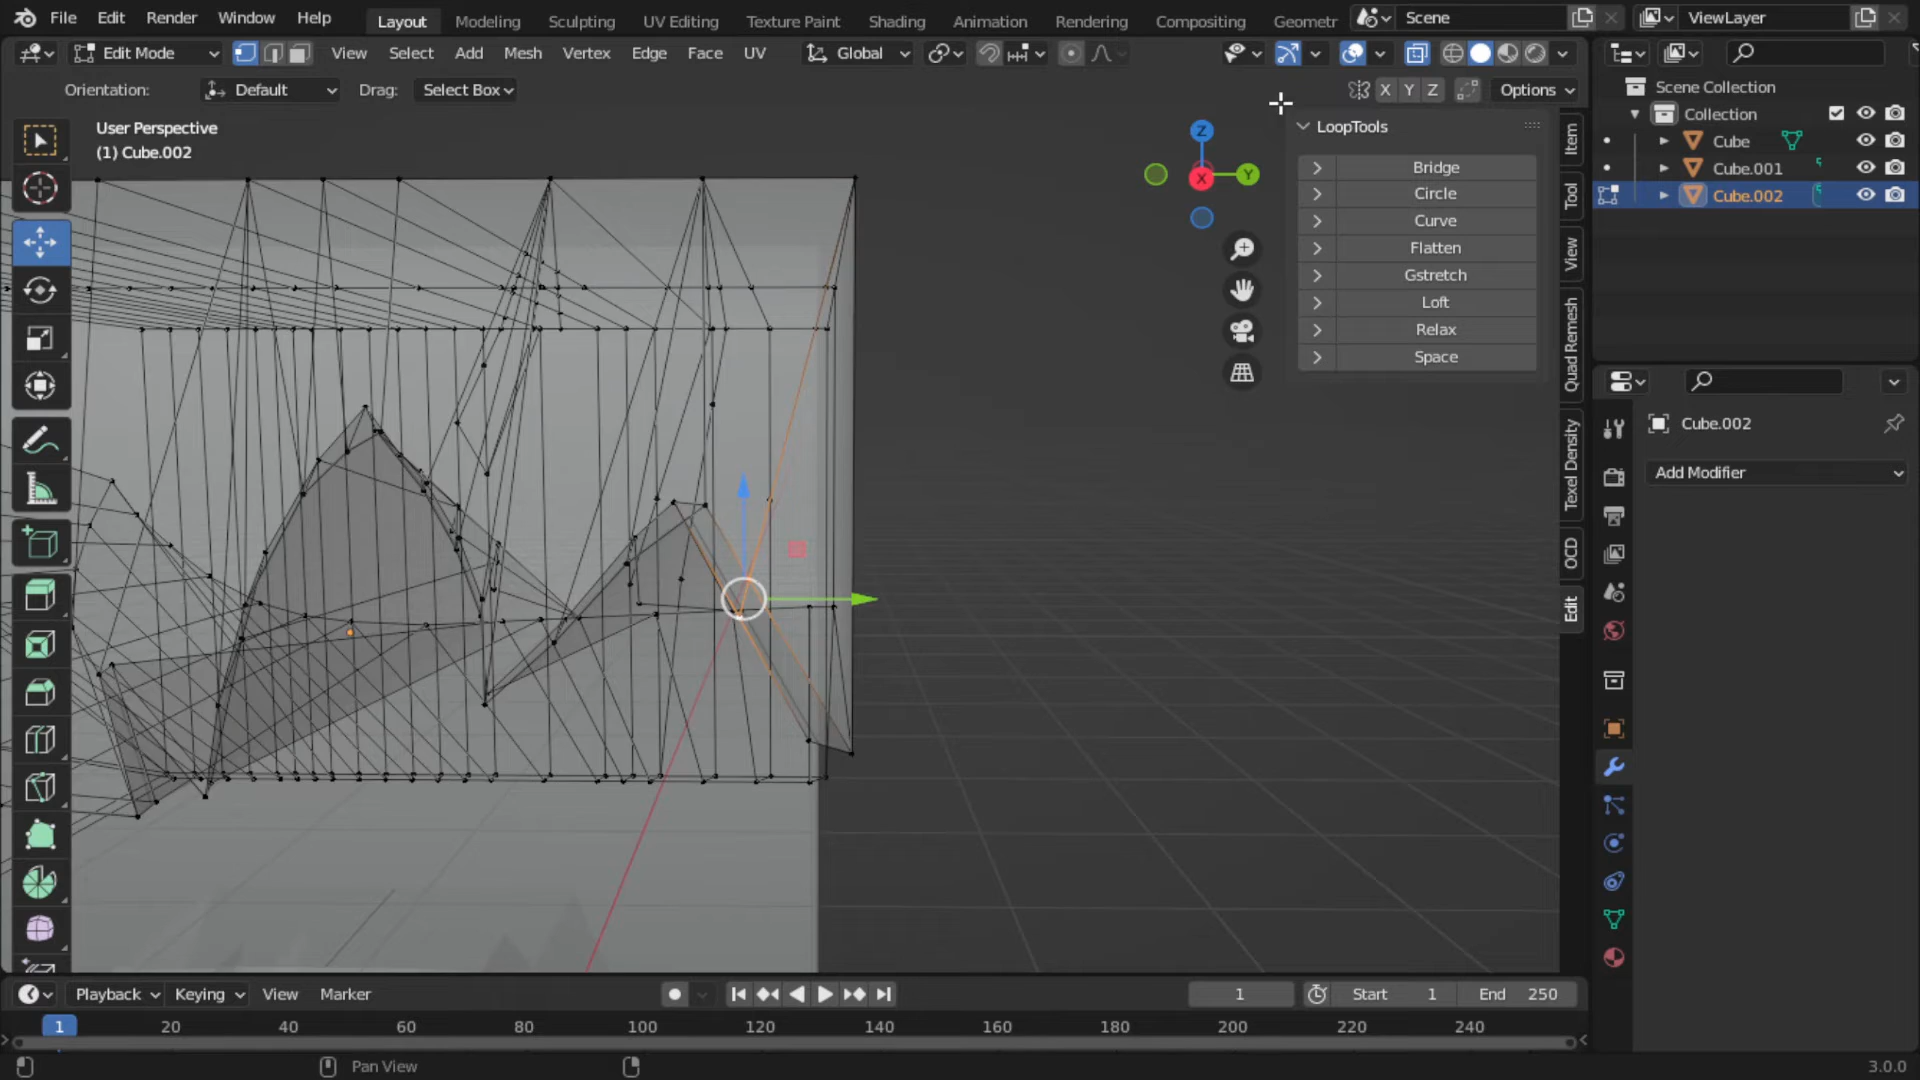 File Edit Render Window Help Layout Modeling Sculpting UV Editing Texture Paint Shading Animation Rendering Compositing Geometr Scene ViewLayer
Edit Mode View Select Add Mesh Vertex Edge Face UV Global
Orientation: Default Drag: Select Box X Y Z Options
User Perspective
(1) Cube.002
Z
X
Y
LoopTools
Bridge
Circle
Curve
Flatten
Gstretch
Loft
Relax
Space
Item
Tool
View
Quad Remesh
Texel Density
OCD
Edit
Scene Collection
Collection
Cube
Cube.001
Cube.002
Cube.002
Add Modifier
Playback Keying View Marker 1 Start 1 End 250
1 20 40 60 80 100 120 140 160 180 200 220 240
Pan View 3.0.0